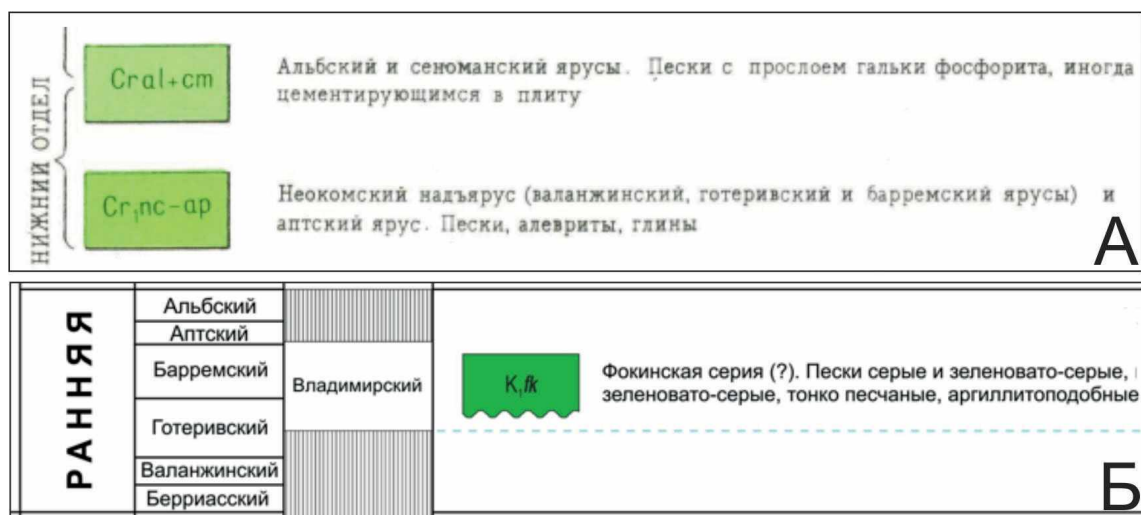 НИЖНИЙ ОТДЕЛ
Cral+cm
Альбский и сеноманский ярусы. Пески с прослоем гальки фосфорита, иногда
цементирующимся в плиту
Cr₁nc-ap
Неокомский надъярус (валанжинский, готеривский и барремский ярусы) и
аптский ярус. Пески, алевриты, глины
А
РАННЯЯ
Альбский
Аптский
Барремский
Готеривский
Валанжинский
Берриасский
Владимирский
K₁fk
Фокинская серия (?). Пески серые и зеленовато-серые,
зеленовато-серые, тонко песчаные, аргиллитоподобные
Б